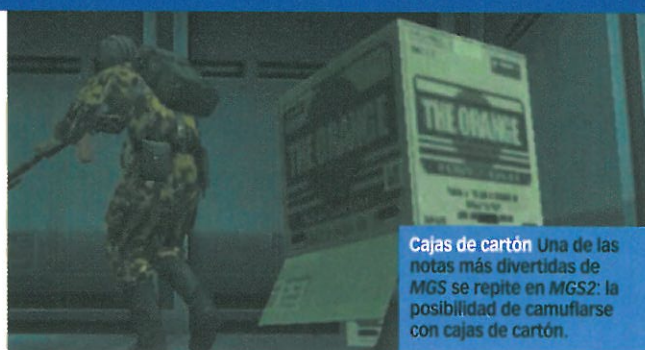 THE ORANGE
THE ORANGE
Cajas de cartón Una de las
notas más divertidas de
MGS se repite en MGS2: la
posibilidad de camuflarse
con cajas de cartón.